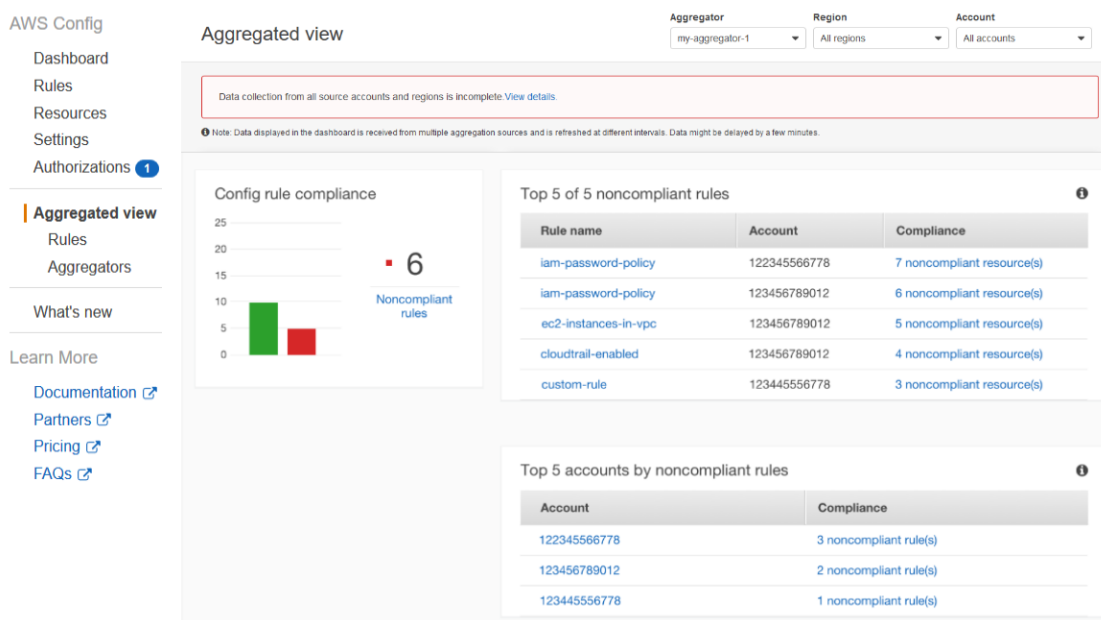 AWS Config
Dashboard
Rules
Resources
Settings
Authorizations 1
Aggregated view
Rules
Aggregators
What's new
Learn More
Documentation
Partners
Pricing
FAQs
Aggregated view
Aggregator
my-aggregator-1
Region
All regions
Account
All accounts
Data collection from all source accounts and regions is incomplete.View details.
Note: Data displayed in the dashboard is received from multiple aggregation sources and is refreshed at different intervals. Data might be delayed by a few minutes.
Config rule compliance
25
20
15
10
5
0
6
Noncompliant
rules
Top 5 of 5 noncompliant rules
Rule name Account Compliance
iam-password-policy 122345566778 7 noncompliant resource(s)
iam-password-policy 123456789012 6 noncompliant resource(s)
ec2-instances-in-vpc 123456789012 5 noncompliant resource(s)
cloudtrail-enabled 123456789012 4 noncompliant resource(s)
custom-rule 123445556778 3 noncompliant resource(s)
Top 5 accounts by noncompliant rules
Account Compliance
122345566778 3 noncompliant rule(s)
123456789012 2 noncompliant rule(s)
123445556778 1 noncompliant rule(s)